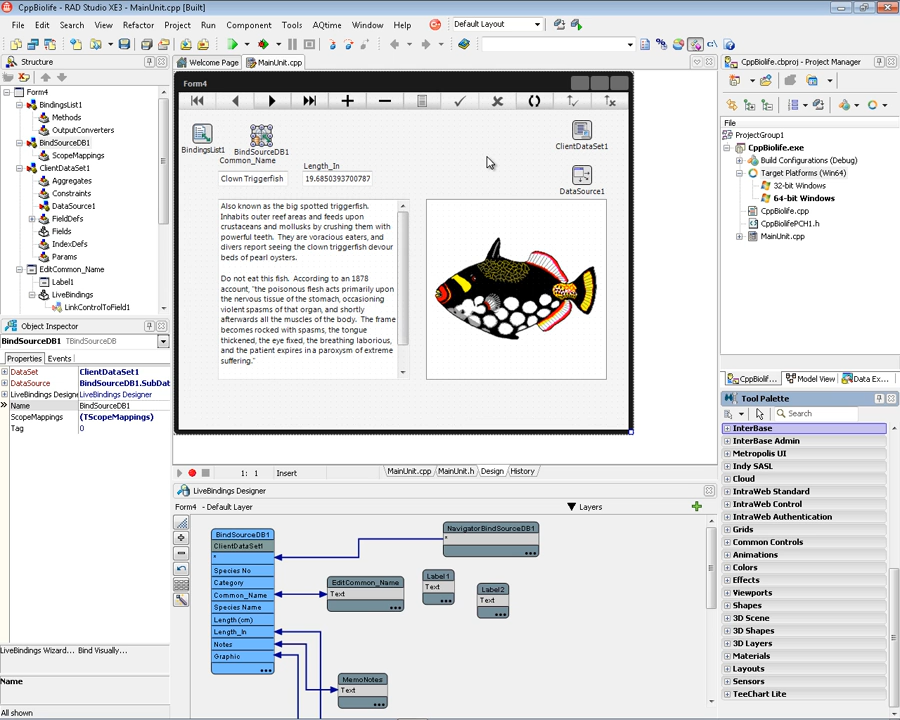 CppBiolife - RAD Studio XE3 - MainUnit.cpp [Built]
File Edit Search View Refactor Project Run Component Tools AQtime Window Help Default Layout
Structure
Welcome Page MainUnit.cpp
CppBiolife.cbproj - Project Manager
Form4
BindingsList1
Methods
OutputConverters
BindSourceDB1
ScopeMappings
ClientDataSet1
Aggregates
Constraints
DataSource1
FieldDefs
Fields
IndexDefs
Params
EditCommon_Name
Label1
LiveBindings
LinkControlToField1
Object Inspector
BindSourceDB1 TBindSourceDB
Properties Events
DataSet ClientDataSet1
DataSource BindSourceDB1.SubDat
LiveBindings Designe LiveBindings Designer
Name BindSourceDB1
ScopeMappings (TScopeMappings)
Tag 0
LiveBindings Wizard... Bind Visually...
Name
All shown
Form4
BindingsList1
BindSourceDB1
ClientDataSet1
DataSource1
Common_Name
Length_In
Clown Triggerfish
19.6850393700787
Also known as the big spotted triggerfish.
Inhabits outer reef areas and feeds upon
crustaceans and mollusks by crushing them with
powerful teeth. They are voracious eaters, and
divers report seeing the clown triggerfish devour
beds of pearl oysters.
Do not eat this fish. According to an 1878
account, "the poisonous flesh acts primarily upon
the nervous tissue of the stomach, occasioning
violent spasms of that organ, and shortly
afterwards all the muscles of the body. The frame
becomes rocked with spasms, the tongue
thickened, the eye fixed, the breathing laborious,
and the patient expires in a paroxysm of extreme
suffering."
1: 1 Insert
MainUnit.cpp MainUnit.h Design History
LiveBindings Designer
Form4 - Default Layer
Layers
BindSourceDB1
ClientDataSet1
*
Species No
Category
Common_Name
Species Name
Length (cm)
Length_In
Notes
Graphic
NavigatorBindSourceDB1
*
EditCommon_Name
Text
Label1
Text
Label2
Text
MemoNotes
Text
File
ProjectGroup1
CppBiolife.exe
Build Configurations (Debug)
Target Platforms (Win64)
32-bit Windows
64-bit Windows
CppBiolife.cpp
CppBiolifePCH1.h
MainUnit.cpp
CppBiolif... Model View Data Ex...
Tool Palette
Search
InterBase
InterBase Admin
Metropolis UI
Indy SASL
Cloud
IntraWeb Standard
IntraWeb Control
IntraWeb Authentication
Grids
Common Controls
Animations
Colors
Effects
Viewports
Shapes
3D Scene
3D Shapes
3D Layers
Materials
Layouts
Sensors
TeeChart Lite